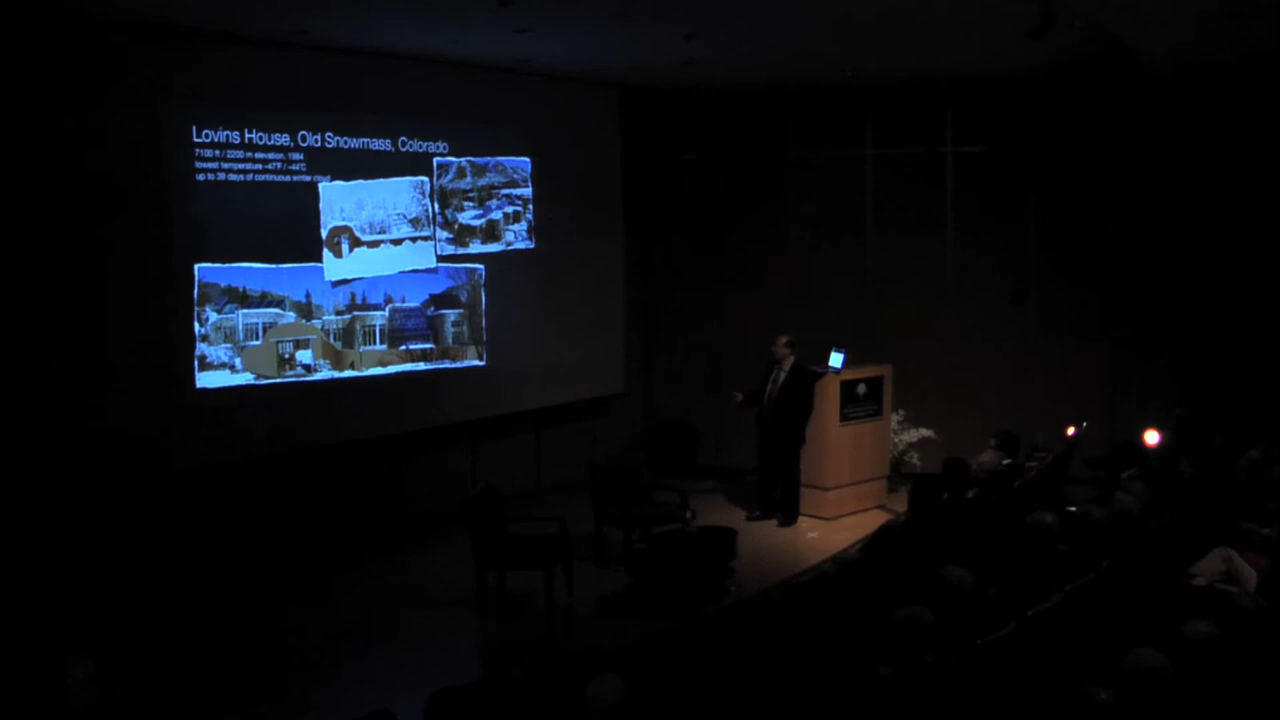 Lovins House, Old Snowmass, Colorado
7100 ft / 2200 m elevation, 1984
lowest temperature –47°F / –44°C
up to 39 days of continuous winter cloud